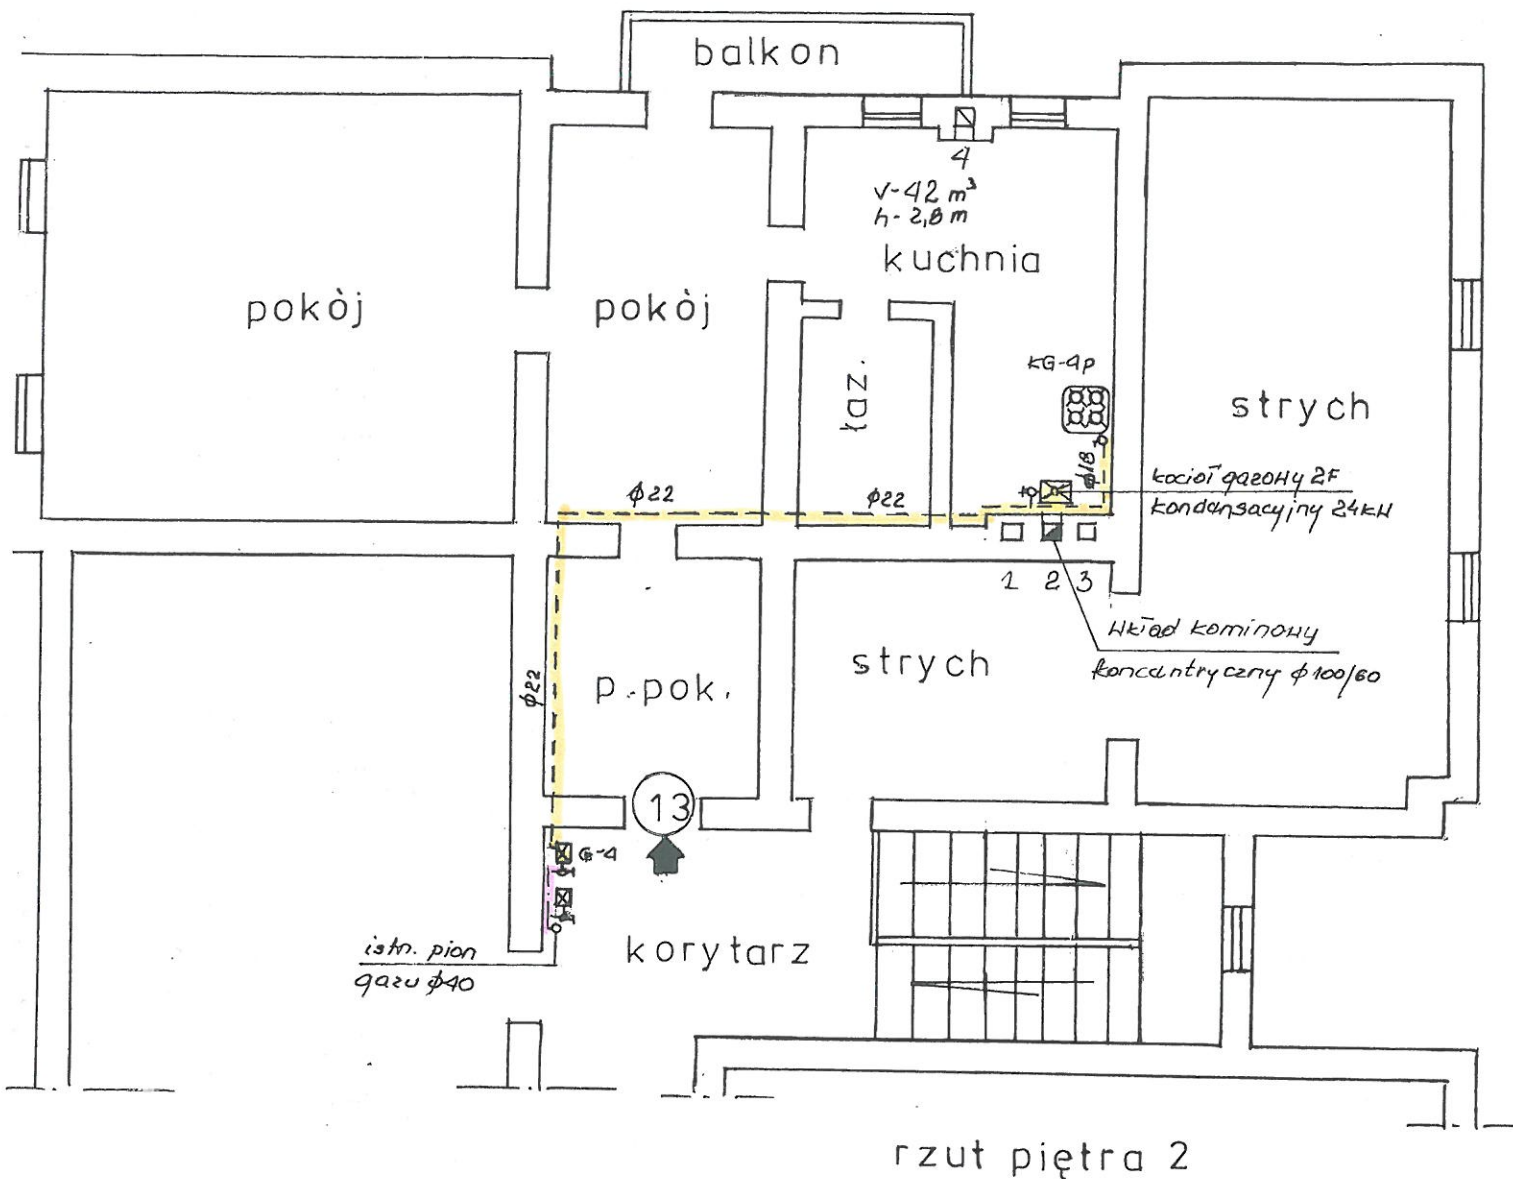 balkon
4
V-42 m³
h-2,8 m
kuchnia
pokòj
pokòj
łaz.
KG-4p
strych
ϕ18
ϕ22
ϕ22
kocioł gazowy 2F
kondensacyjny 24kW
1 2 3
wkład kominowy
koncentryczny ϕ100/60
strych
p.pok.
ϕ22
13
G-4
istn. pion
gazu ϕ40
korytarz
rzut piętra 2